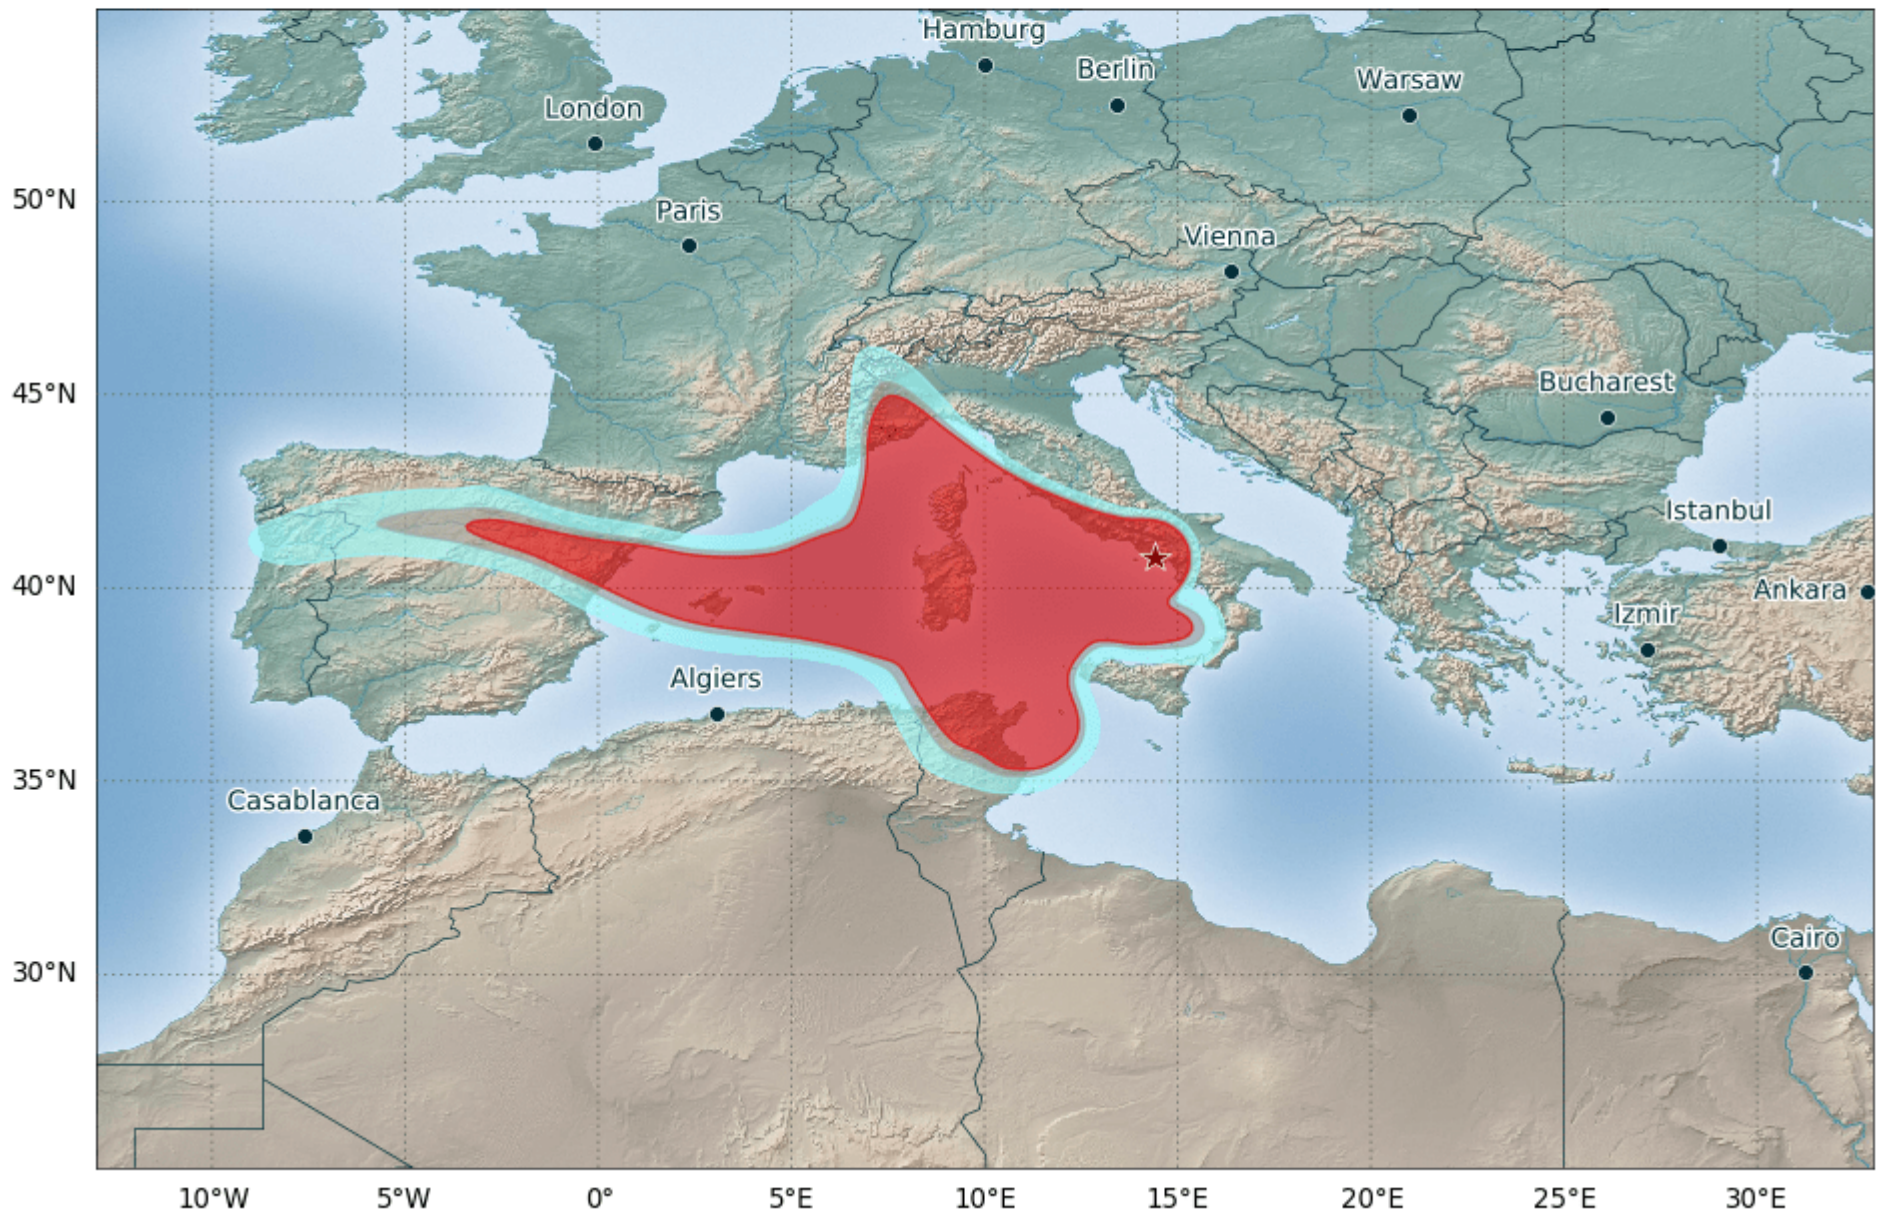 Hamburg
Berlin
Warsaw
London
50°N
Paris
Vienna
45°N
Bucharest
Istanbul
40°N
Ankara
Izmir
Algiers
35°N
Casablanca
Cairo
30°N
10°W
5°W
0°
5°E
10°E
15°E
20°E
25°E
30°E